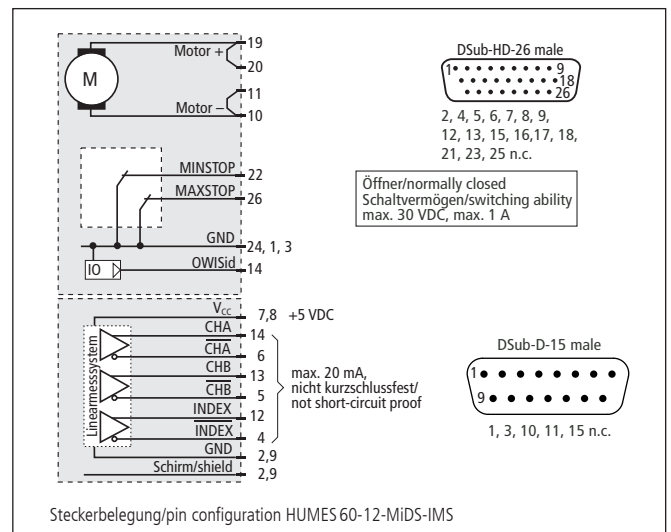 Motor +
19
20
M
11
Motor –
10
MINSTOP
22
MAXSTOP
26
GND
24, 1, 3
IO
OWISid
14
DSub-HD-26 male
1
9
18
26
2, 4, 5, 6, 7, 8, 9,
12, 13, 15, 16,17, 18,
21, 23, 25 n.c.
Öffner/normally closed
Schaltvermögen/switching ability
max. 30 VDC, max. 1 A
Linearmesssystem
VCC
7,8 +5 VDC
CHA
14
CHA
6
CHB
13
CHB
5
INDEX
12
INDEX
4
GND
2,9
Schirm/shield
2,9
max. 20 mA,
nicht kurzschlussfest/
not short-circuit proof
DSub-D-15 male
1
9
1, 3, 10, 11, 15 n.c.
Steckerbelegung/pin configuration HUMES 60-12-MiDS-IMS